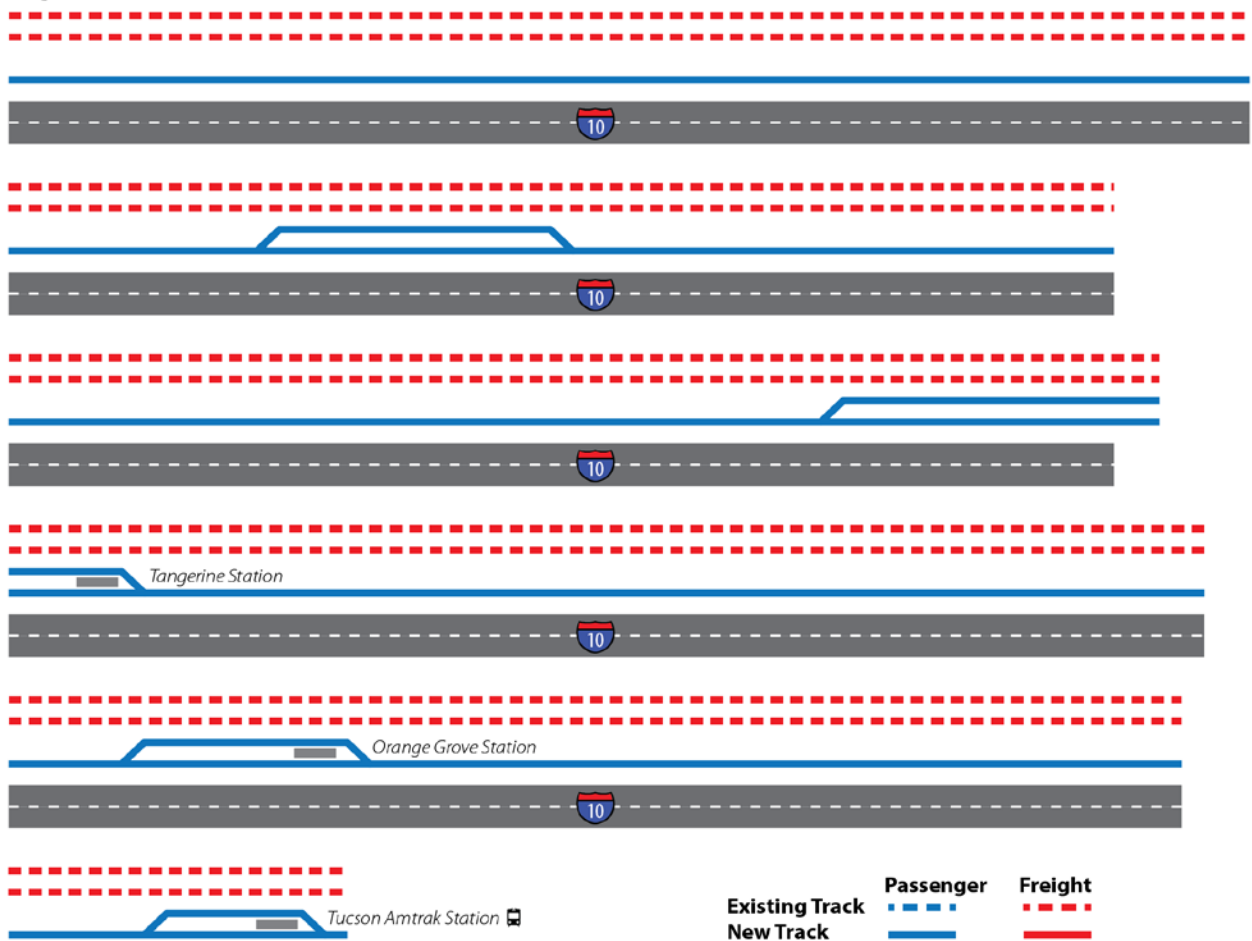 10
10
10
Tangerine Station
10
Orange Grove Station
10
Tucson Amtrak Station
Passenger Freight
Existing Track
New Track